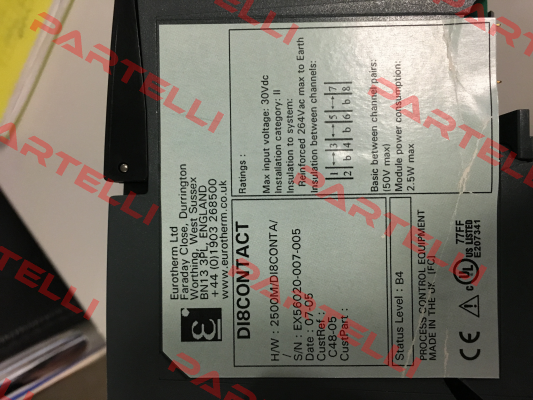 Eurotherm Ltd
Faraday Close, Durrington
Worthing, West Sussex
BN13 3PL, ENGLAND
+44 (0)1903 268500
www.eurotherm.co.uk
DI8CONTACT
H/W : 2500M/DI8CONTA/
/
S/N : EX56020-007-005
Date : 07-05
CustRef :
C48-05
CustPart :
Status Level : B4
PROCESS CONTROL EQUIPMENT
MADE IN THE UK (FC)
CE
c UL US LISTED
77FF
E207341
Ratings :
Max input voltage: 30Vdc
Installation category: II
Insulation to system:
Reinforced 264Vac max to Earth
Insulation between channels:
1---3---5---7
2 b 4 b 6 b 8
Basic between channel pairs:
(50V max)
Module power consumption:
2.5W max
PARTELLI
PARTELLI
PARTELLI
PARTELLI
PARTELLI